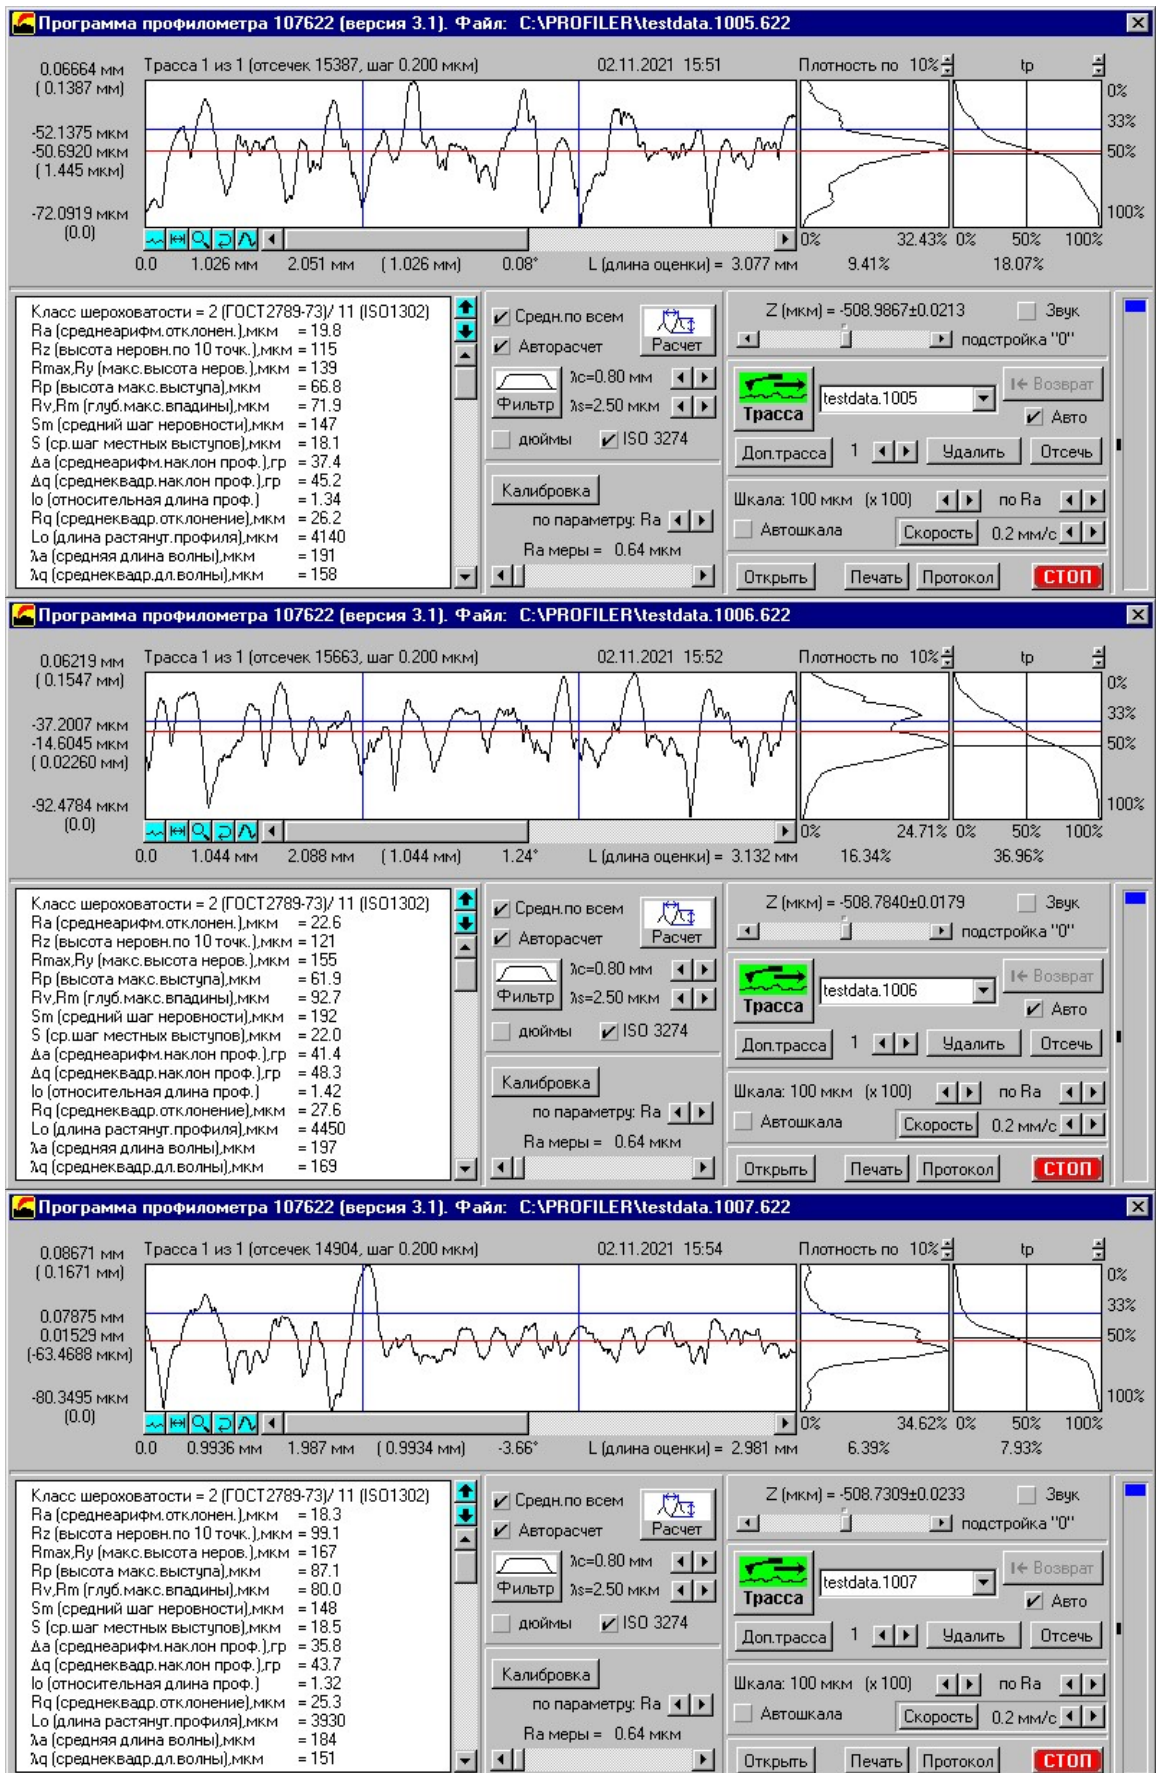 Программа профилометра 107622 (версия 3.1). Файл: C:\PROFILER\testdata.1005.622
0.06664 мм Трасса 1 из 1 (отсечек 15387, шаг 0.200 мкм) 02.11.2021 15:51 Плотность по 10% tp
(0.1387 мм) 0%
-52.1375 мкм 33%
-50.6920 мкм 50%
(1.445 мкм)
-72.0919 мкм 100%
(0.0) 0% 32.43% 0% 50% 100%
0.0 1.026 мм 2.051 мм (1.026 мм) 0.08° L (длина оценки) = 3.077 мм 9.41% 18.07%
Класс шероховатости = 2 (ГОСТ2789-73)/ 11 (ISO1302)
Ra (среднеарифм.отклонен.),мкм = 19.8
Rz (высота неровн.по 10 точк.),мкм = 115
Rmax,Ry (макс.высота неров.),мкм = 139
Rp (высота макс.выступа),мкм = 66.8
Rv,Rm (глуб.макс.впадины),мкм = 71.9
Sm (средний шаг неровности),мкм = 147
S (ср.шаг местных выступов),мкм = 18.1
Δa (среднеарифм.наклон проф.),гр = 37.4
Δq (среднеквадр.наклон проф.),гр = 45.2
lo (относительная длина проф.) = 1.34
Rq (среднеквадр.отклонение),мкм = 26.2
Lo (длина растянут.профиля),мкм = 4140
λa (средняя длина волны),мкм = 191
λq (среднеквадр.дл.волны),мкм = 158
Средн.по всем
Авторасчет Расчет
Фильтр λc=0.80 мм
λs=2.50 мкм
дюймы ISO 3274
Калибровка
по параметру: Ra
Ra меры = 0.64 мкм
Z (мкм) = -508.9867±0.0213 Звук
подстройка "0"
Трасса testdata.1005 Возврат
Авто
Доп.трасса 1 Удалить Отсечь
Шкала: 100 мкм (x 100) по Ra
Автошкала Скорость 0.2 мм/с
Открыть Печать Протокол СТОП
Программа профилометра 107622 (версия 3.1). Файл: C:\PROFILER\testdata.1006.622
0.06219 мм Трасса 1 из 1 (отсечек 15663, шаг 0.200 мкм) 02.11.2021 15:52 Плотность по 10% tp
(0.1547 мм) 0%
-37.2007 мкм 33%
-14.6045 мкм 50%
(0.02260 мм)
-92.4784 мкм 100%
(0.0) 0% 24.71% 0% 50% 100%
0.0 1.044 мм 2.088 мм (1.044 мм) 1.24° L (длина оценки) = 3.132 мм 16.34% 36.96%
Класс шероховатости = 2 (ГОСТ2789-73)/ 11 (ISO1302)
Ra (среднеарифм.отклонен.),мкм = 22.6
Rz (высота неровн.по 10 точк.),мкм = 121
Rmax,Ry (макс.высота неров.),мкм = 155
Rp (высота макс.выступа),мкм = 61.9
Rv,Rm (глуб.макс.впадины),мкм = 92.7
Sm (средний шаг неровности),мкм = 192
S (ср.шаг местных выступов),мкм = 22.0
Δa (среднеарифм.наклон проф.),гр = 41.4
Δq (среднеквадр.наклон проф.),гр = 48.3
lo (относительная длина проф.) = 1.42
Rq (среднеквадр.отклонение),мкм = 27.6
Lo (длина растянут.профиля),мкм = 4450
λa (средняя длина волны),мкм = 197
λq (среднеквадр.дл.волны),мкм = 169
Средн.по всем
Авторасчет Расчет
Фильтр λc=0.80 мм
λs=2.50 мкм
дюймы ISO 3274
Калибровка
по параметру: Ra
Ra меры = 0.64 мкм
Z (мкм) = -508.7840±0.0179 Звук
подстройка "0"
Трасса testdata.1006 Возврат
Авто
Доп.трасса 1 Удалить Отсечь
Шкала: 100 мкм (x 100) по Ra
Автошкала Скорость 0.2 мм/с
Открыть Печать Протокол СТОП
Программа профилометра 107622 (версия 3.1). Файл: C:\PROFILER\testdata.1007.622
0.08671 мм Трасса 1 из 1 (отсечек 14904, шаг 0.200 мкм) 02.11.2021 15:54 Плотность по 10% tp
(0.1671 мм) 0%
0.07875 мм 33%
0.01529 мм 50%
(-63.4688 мкм)
-80.3495 мкм 100%
(0.0) 0% 34.62% 0% 50% 100%
0.0 0.9936 мм 1.987 мм (0.9934 мм) -3.66° L (длина оценки) = 2.981 мм 6.39% 7.93%
Класс шероховатости = 2 (ГОСТ2789-73)/ 11 (ISO1302)
Ra (среднеарифм.отклонен.),мкм = 18.3
Rz (высота неровн.по 10 точк.),мкм = 99.1
Rmax,Ry (макс.высота неров.),мкм = 167
Rp (высота макс.выступа),мкм = 87.1
Rv,Rm (глуб.макс.впадины),мкм = 80.0
Sm (средний шаг неровности),мкм = 148
S (ср.шаг местных выступов),мкм = 18.5
Δa (среднеарифм.наклон проф.),гр = 35.8
Δq (среднеквадр.наклон проф.),гр = 43.7
lo (относительная длина проф.) = 1.32
Rq (среднеквадр.отклонение),мкм = 25.3
Lo (длина растянут.профиля),мкм = 3930
λa (средняя длина волны),мкм = 184
λq (среднеквадр.дл.волны),мкм = 151
Средн.по всем
Авторасчет Расчет
Фильтр λc=0.80 мм
λs=2.50 мкм
дюймы ISO 3274
Калибровка
по параметру: Ra
Ra меры = 0.64 мкм
Z (мкм) = -508.7309±0.0233 Звук
подстройка "0"
Трасса testdata.1007 Возврат
Авто
Доп.трасса 1 Удалить Отсечь
Шкала: 100 мкм (x 100) по Ra
Автошкала Скорость 0.2 мм/с
Открыть Печать Протокол СТОП